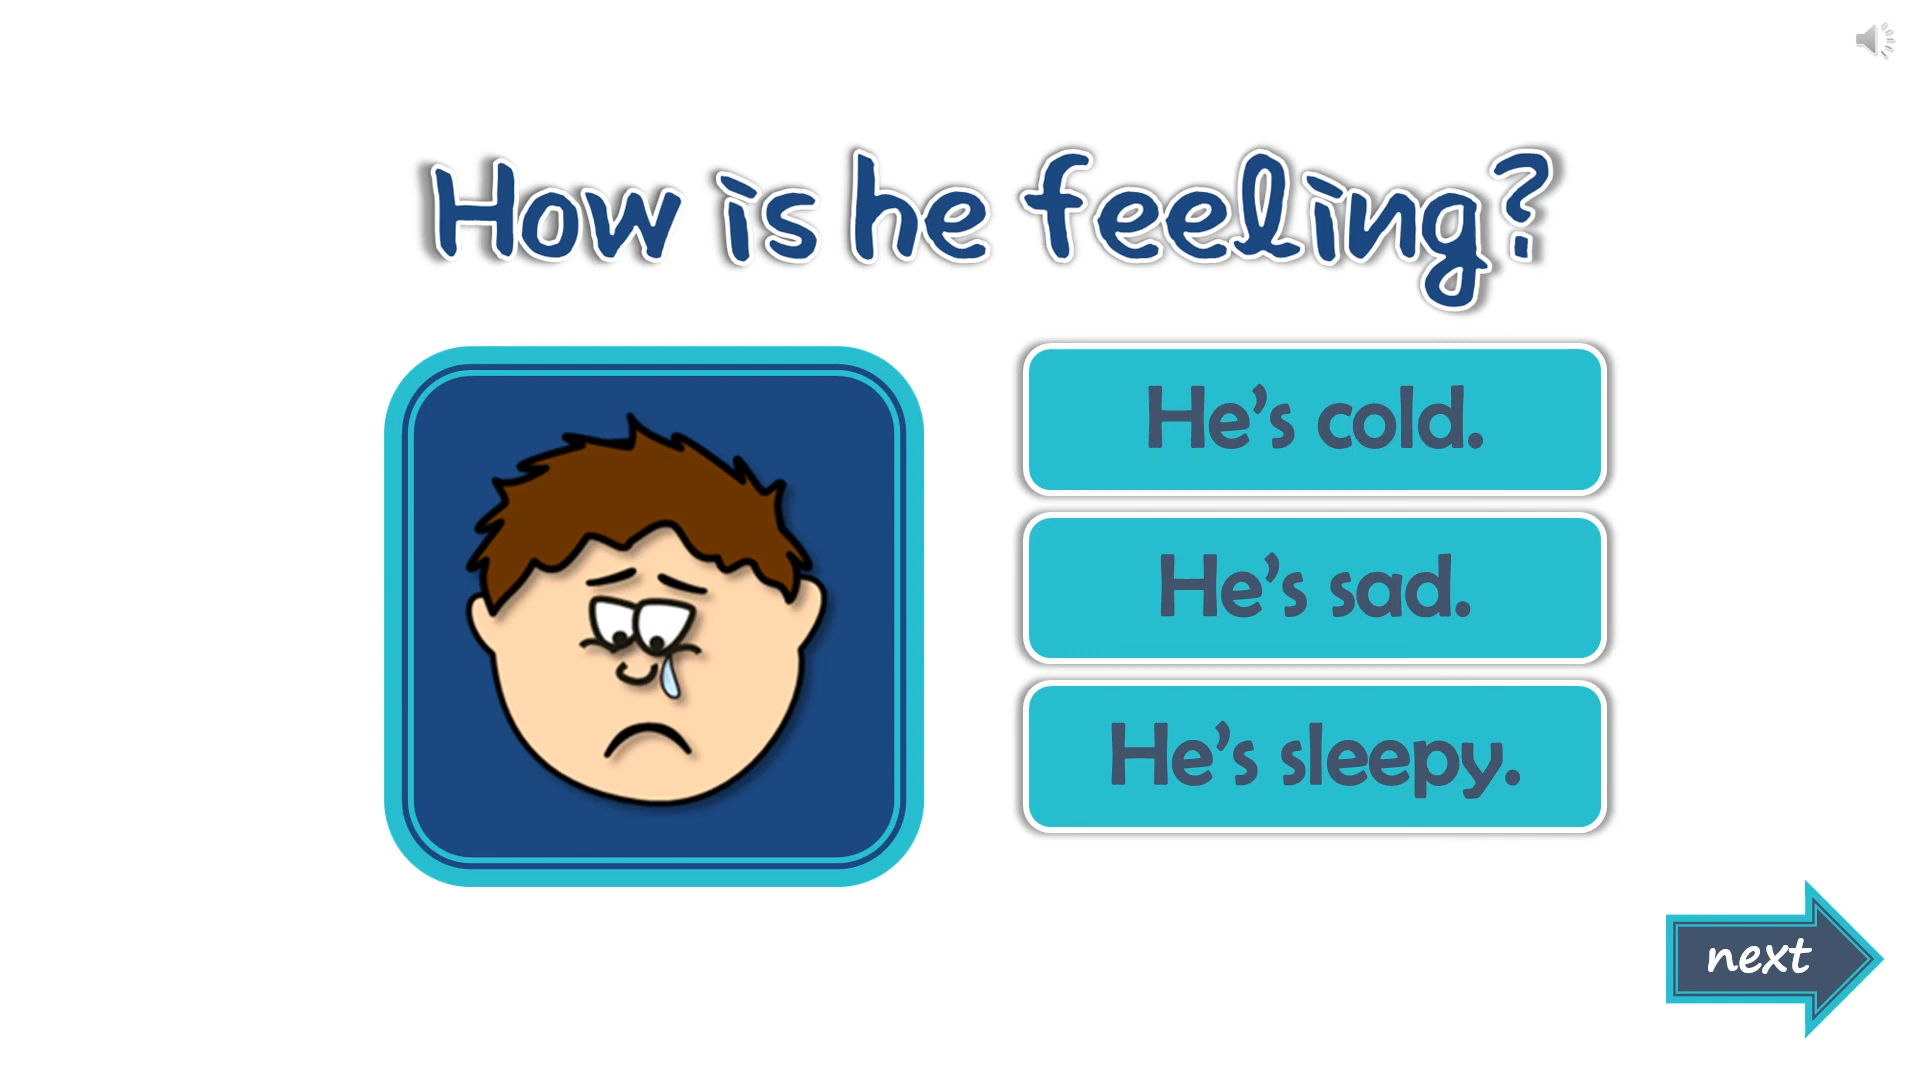 How is he feeling?
He’s cold.
He’s sad.
He’s sleepy.
next